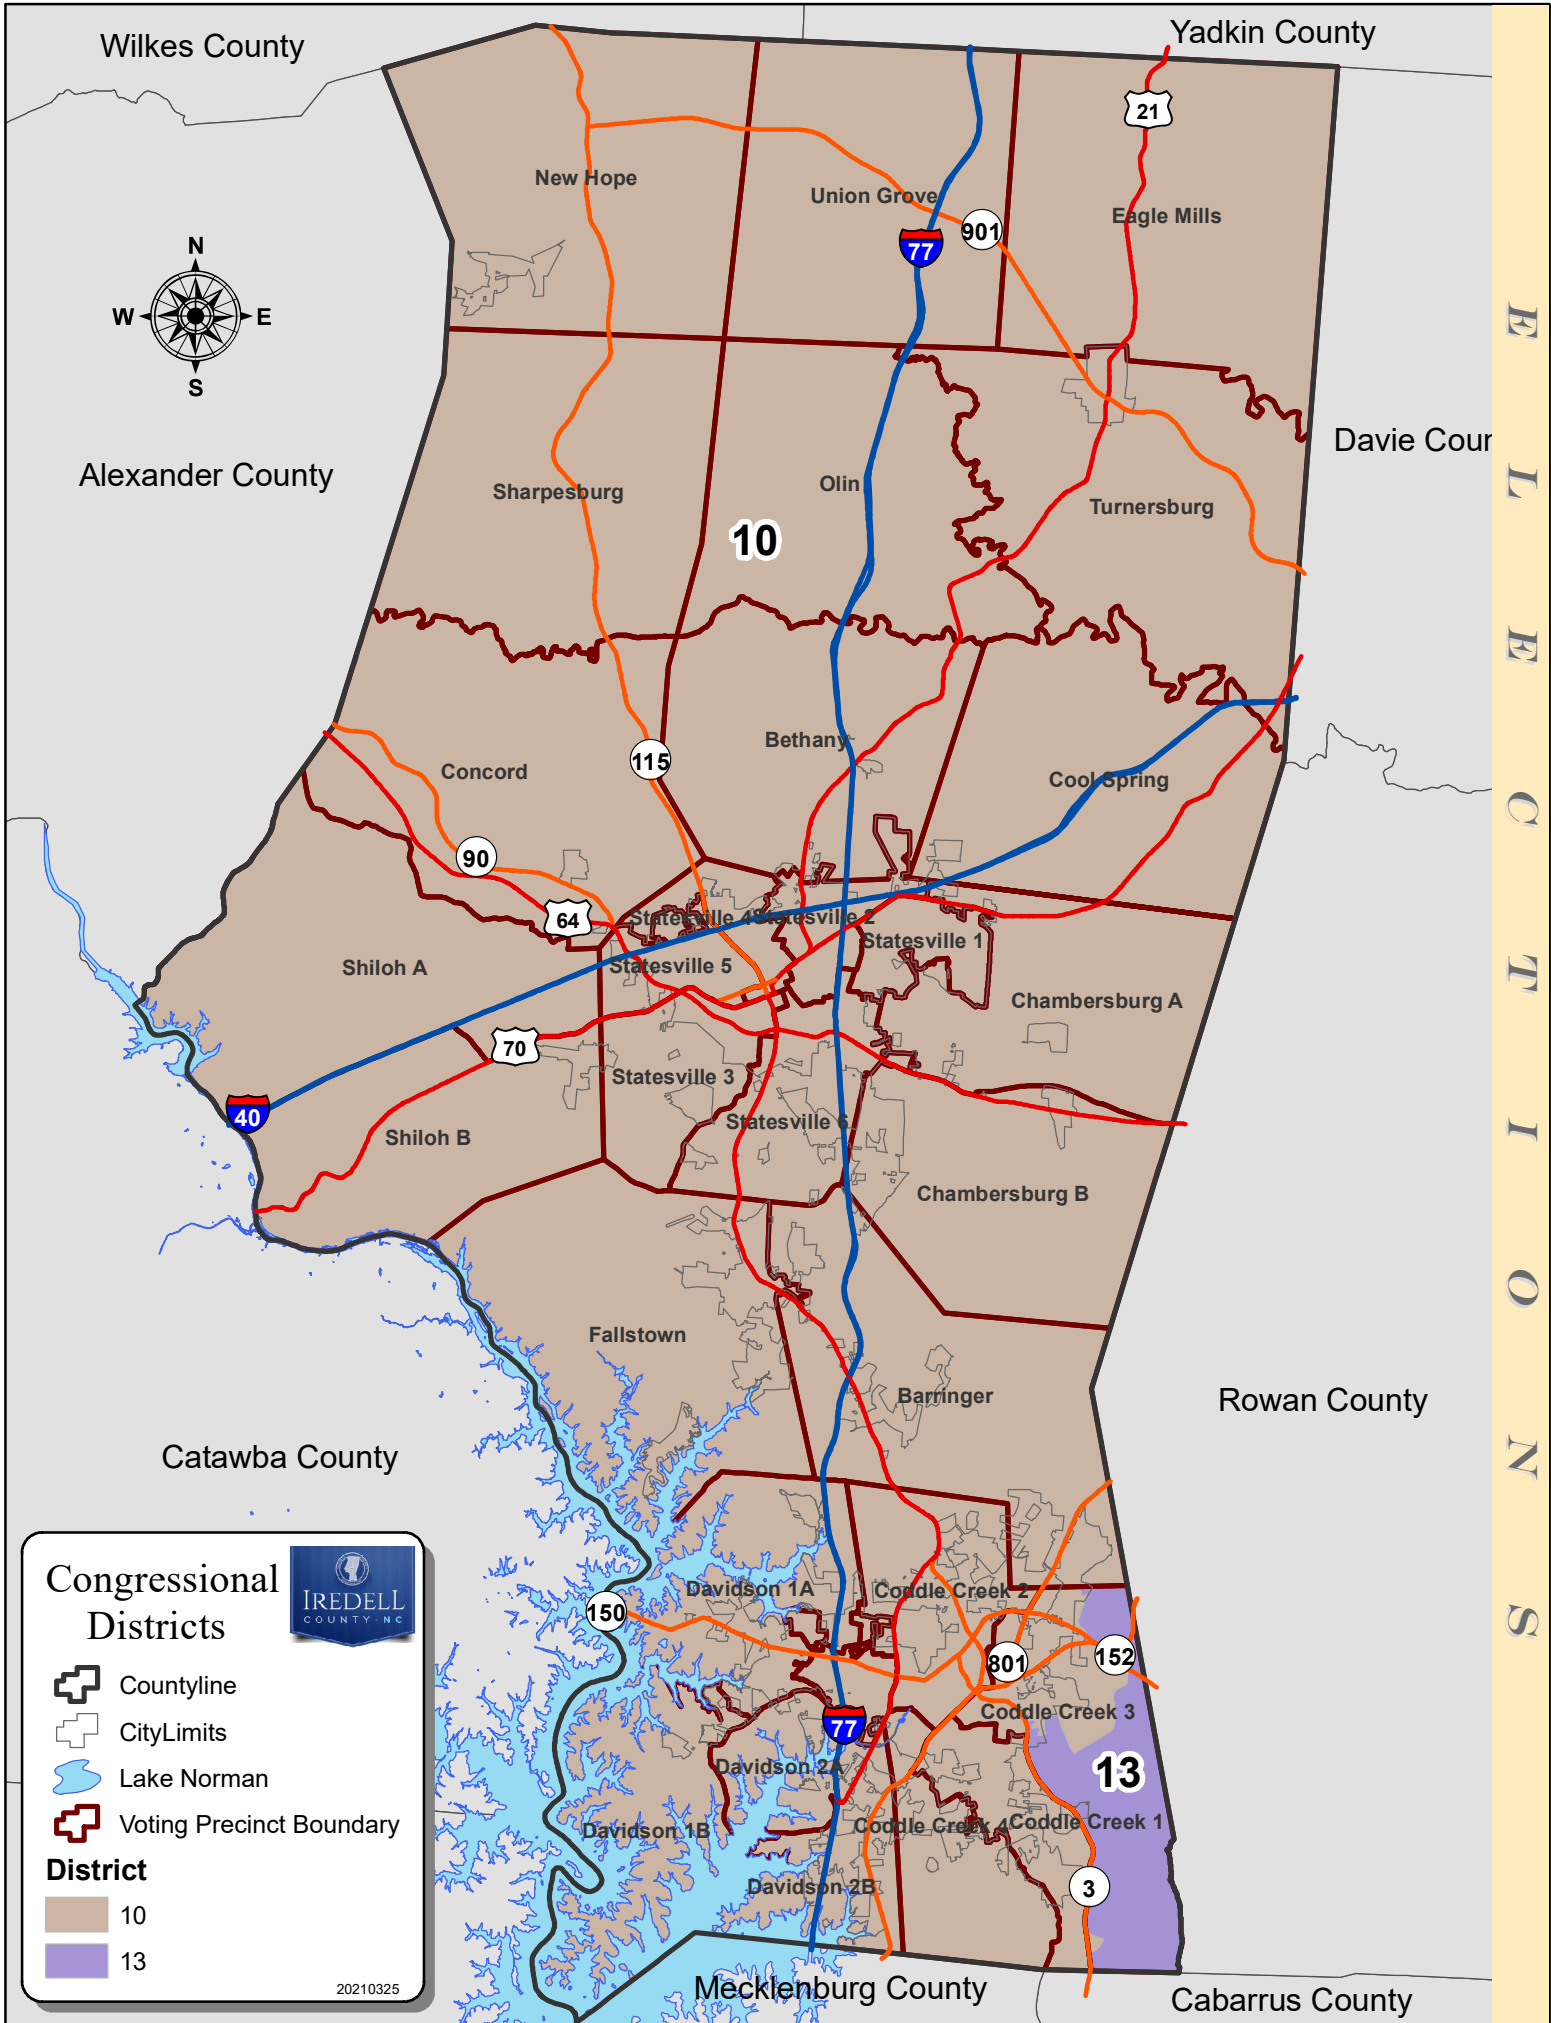 Wilkes County
Yadkin County
21
New Hope
Union Grove
Eagle Mills
901
77
N
W
E
S
Davie Cour
Alexander County
Sharpesburg
Olin
Turnersburg
10
Bethany
115
Concord
Cool Spring
90
64
Statesville 4
Statesville 2
Statesville 1
Shiloh A
Statesville 5
Chambersburg A
70
Statesville 3
40
Statesville 6
Shiloh B
Chambersburg B
Fallstown
Barringer
Rowan County
Catawba County
Davidson 1A
Coddle Creek 2
150
801
152
Coddle Creek 3
77
Davidson 2A
13
Davidson 1B
Coddle Creek 4
Coddle Creek 1
Davidson 2B
3
Mecklenburg County
Cabarrus County
Congressional
Districts
IREDELL
COUNTY NC
Countyline
CityLimits
Lake Norman
Voting Precinct Boundary
District
10
13
20210325
ELECTIONS